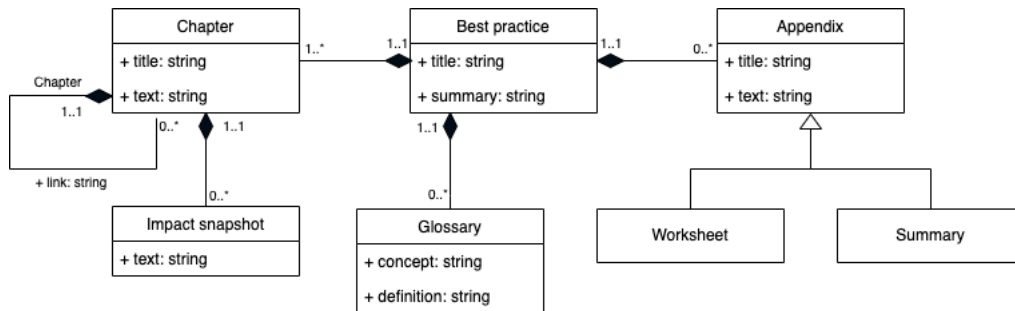 Chapter
Best practice
Appendix
+ title: string
+ text: string
1..*
1..1
+ title: string
+ summary: string
1..1
0..*
+ title: string
+ text: string
Chapter
1..1
0..*
+ link: string
1..1
0..*
1..1
0..*
Impact snapshot
+ text: string
Glossary
+ concept: string
+ definition: string
Worksheet
Summary